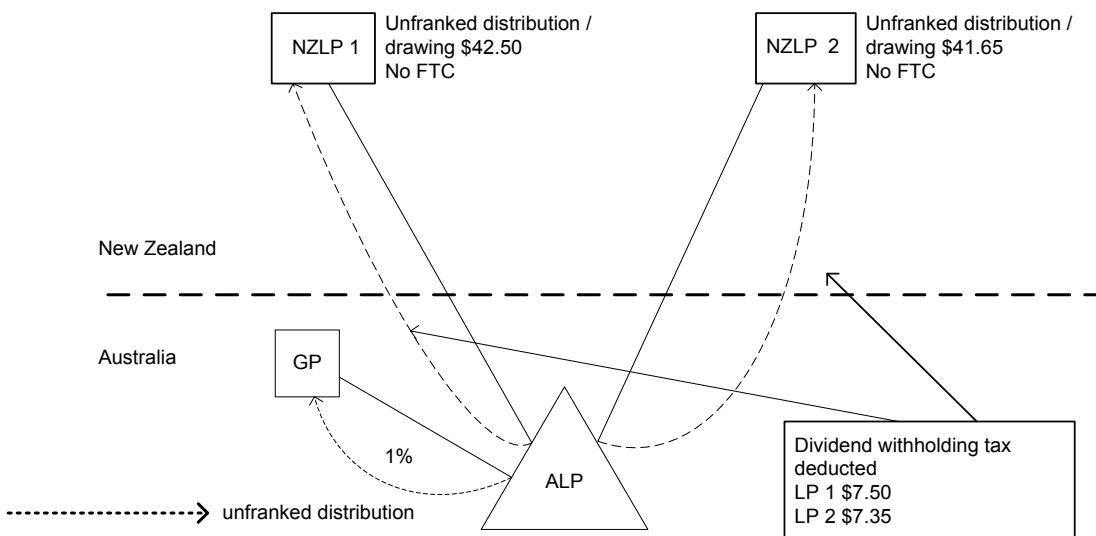 NZLP 1
Unfranked distribution /
drawing $42.50
No FTC
NZLP 2
Unfranked distribution /
drawing $41.65
No FTC
New Zealand
Australia
GP
1%
ALP
Dividend withholding tax
deducted
LP 1 $7.50
LP 2 $7.35
unfranked distribution